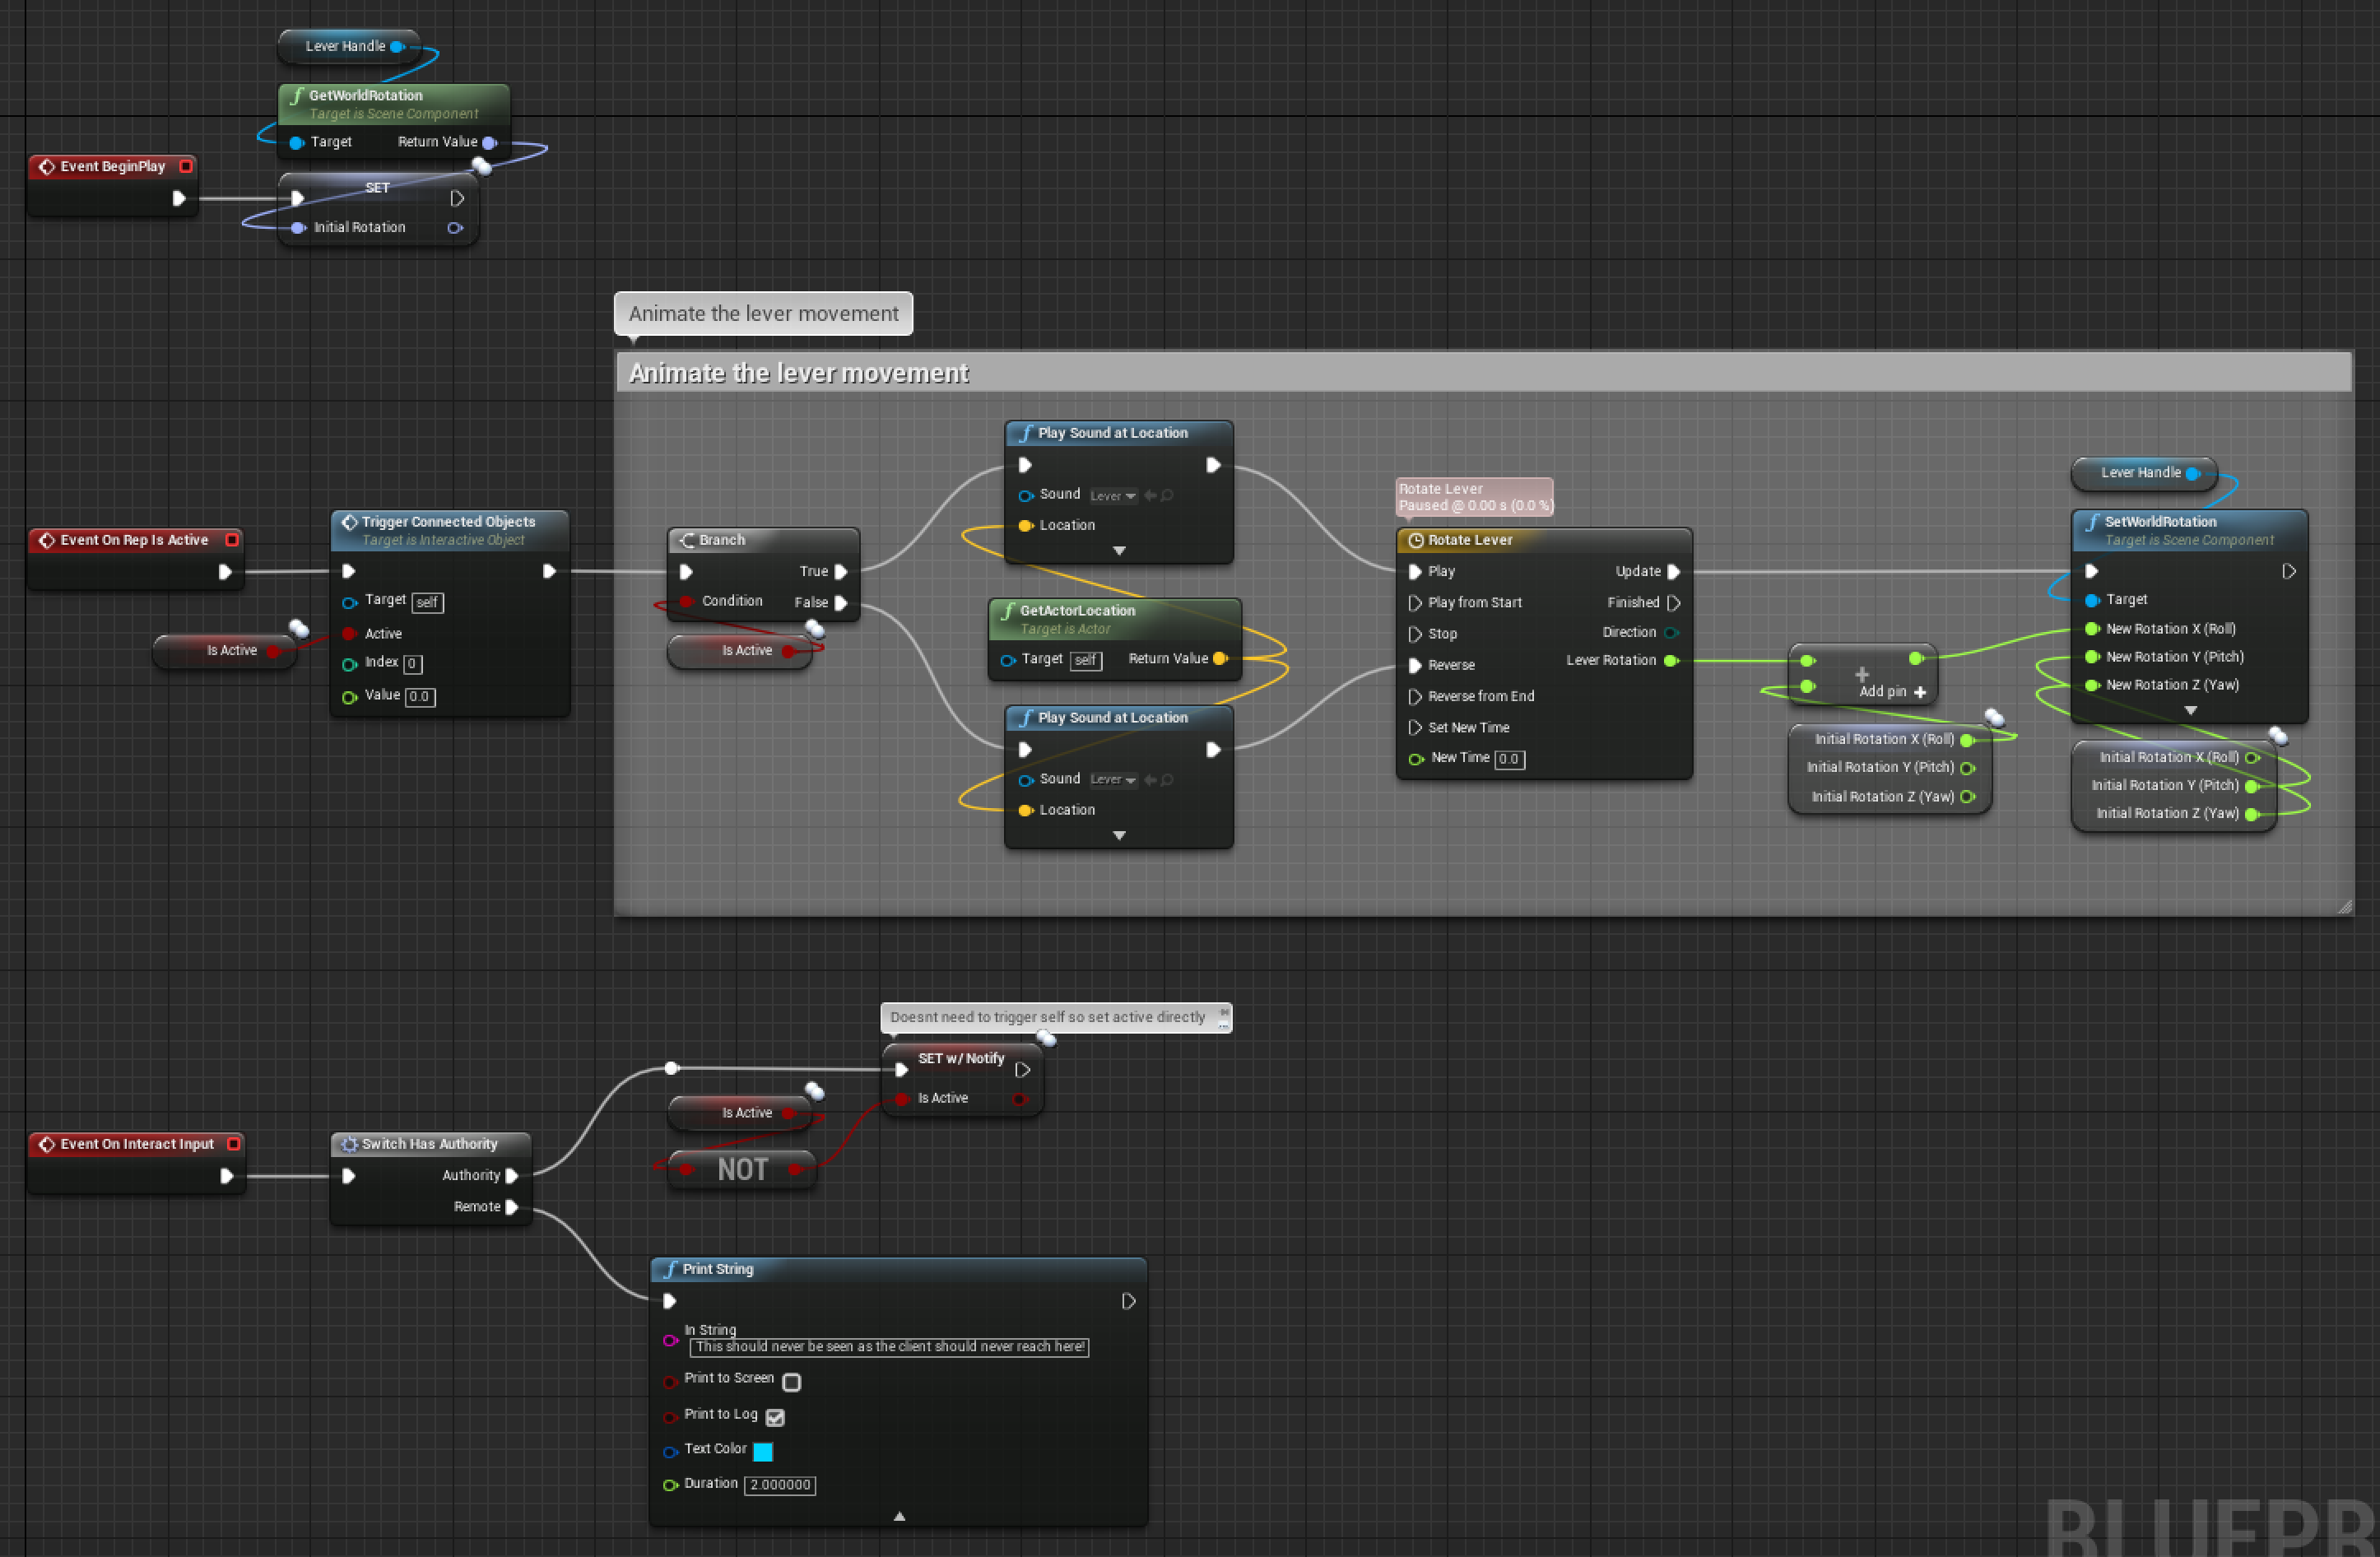 Lever Handle
GetWorldRotation
Target is Scene Component
Target Return Value
Event BeginPlay
SET
Initial Rotation
Animate the lever movement
Animate the lever movement
Event On Rep Is Active
Is Active
Trigger Connected Objects
Target is Interactive Object
Target self
Active
Index 0
Value 0.0
Branch
True
Condition False
Is Active
Play Sound at Location
Sound Lever
Location
GetActorLocation
Target is Actor
Target self Return Value
Play Sound at Location
Sound Lever
Location
Rotate Lever
Paused @ 0.00 s (0.0 %)
Rotate Lever
Play Update
Play from Start Finished
Stop Direction
Reverse Lever Rotation
Reverse from End
Set New Time
New Time 0.0
+
Add pin +
Initial Rotation X (Roll)
Initial Rotation Y (Pitch)
Initial Rotation Z (Yaw)
Lever Handle
SetWorldRotation
Target is Scene Component
Target
New Rotation X (Roll)
New Rotation Y (Pitch)
New Rotation Z (Yaw)
Initial Rotation X (Roll)
Initial Rotation Y (Pitch)
Initial Rotation Z (Yaw)
Event On Interact Input
Switch Has Authority
Authority
Remote
Doesnt need to trigger self so set active directly
SET w/ Notify
Is Active
Is Active
NOT
Print String
In String
This should never be seen as the client should never reach here!
Print to Screen
Print to Log
Text Color
Duration 2.000000
BLUEPR